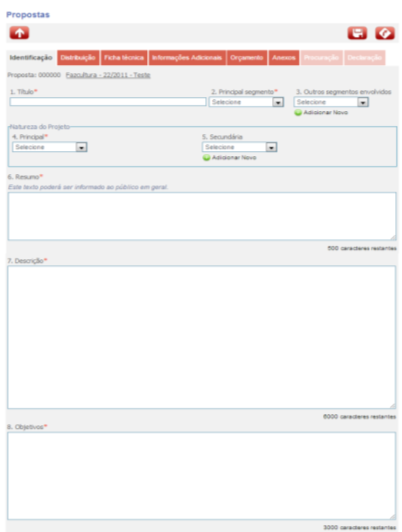 Propostas
Identificação Distribuição Ficha técnica Informações Adicionais Orçamento Anexos Procuração Declaração
Proposta: 000000 Fazcultura - 22/2011 - Teste
1. Título* 2. Principal segmento* 3. Outros segmentos envolvidos
Selecione Selecione
Adicionar Novo
Natureza do Projeto
4. Principal* 5. Secundária
Selecione Selecione
Adicionar Novo
6. Resumo*
Este texto poderá ser informado ao público em geral.
500 caracteres restantes
7. Descrição*
6000 caracteres restantes
8. Objetivos*
3000 caracteres restantes